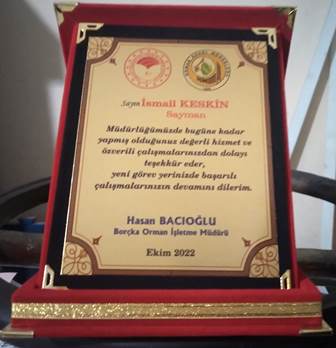 Sayın İsmail KESKİN
Sayman
Müdürlüğümüzde bugüne kadar
yapmış olduğunuz değerli hizmet ve
özverili çalışmalarınızdan dolayı
teşekkür eder,
yeni görev yerinizde başarılı
çalışmalarınızın devamını dilerim.
Hasan BACIOĞLU
Borçka Orman İşletme Müdürü
Ekim 2022